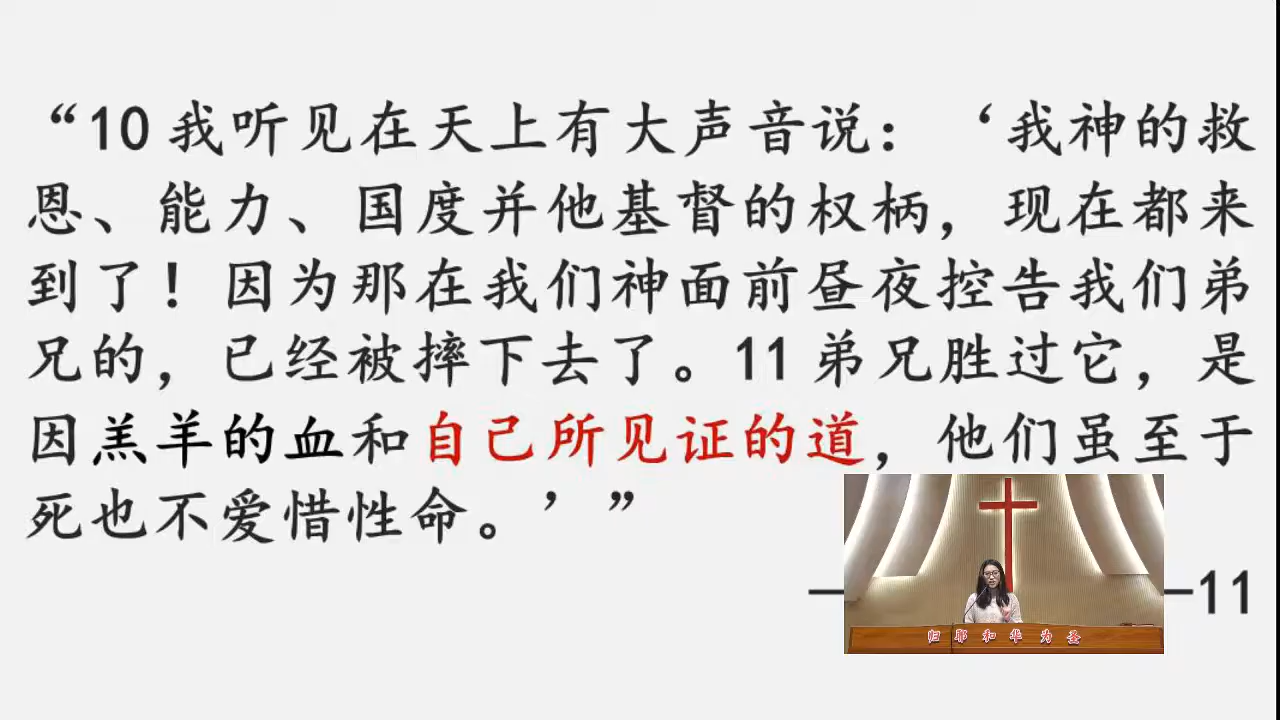 “10 我听见在天上有大声音说：‘我神的救
恩、能力、国度并他基督的权柄，现在都来
到了！因为那在我们神面前昼夜控告我们弟
兄的，已经被摔下去了。11 弟兄胜过它，是
因羔羊的血和自己所见证的道，他们虽至于
死也不爱惜性命。’”
—
-11
归耶和华为圣